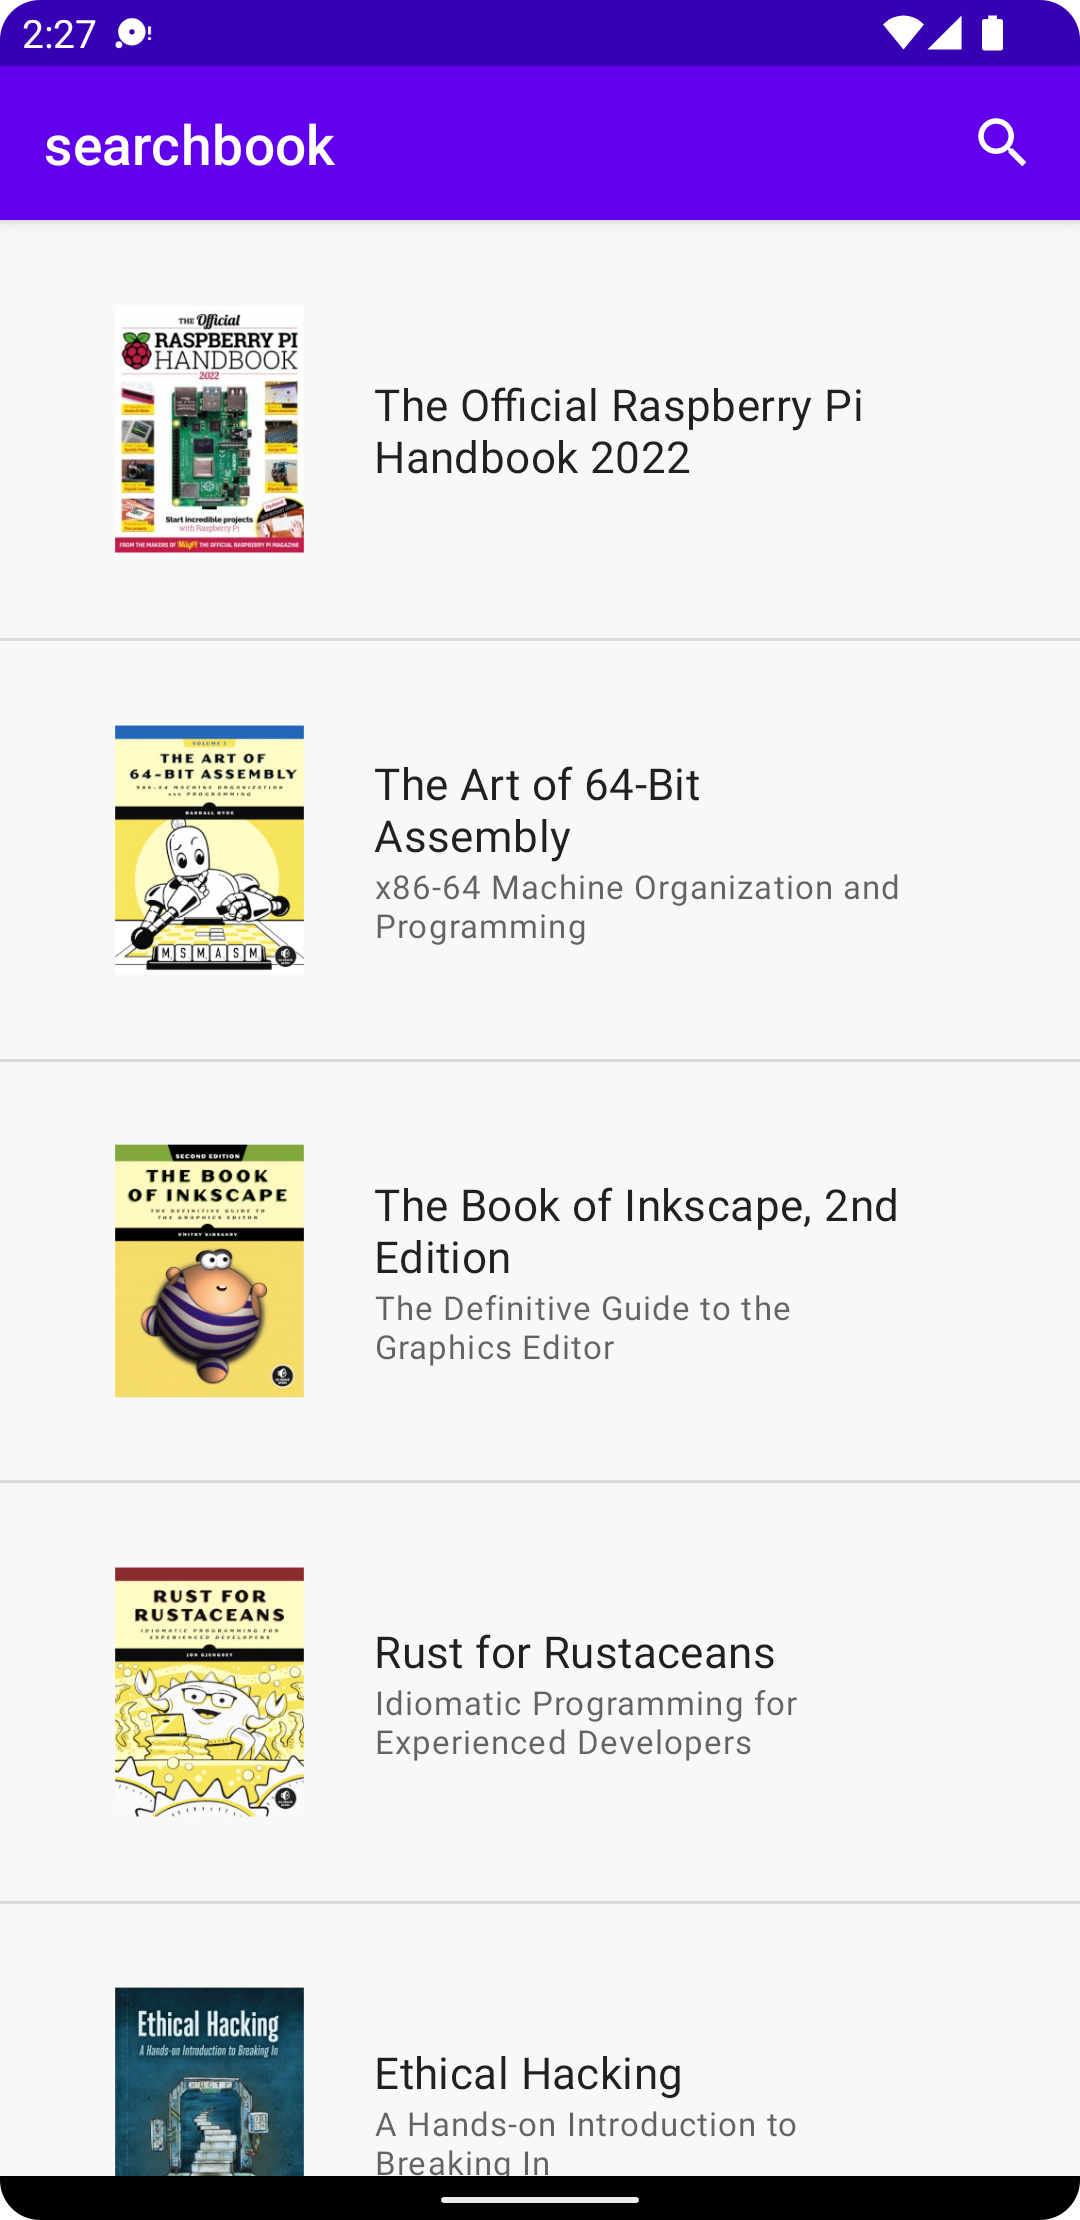 2:27
searchbook
THE Official
RASPBERRY PI
HANDBOOK
2022
Start incredible projects
with Raspberry Pi
FROM THE MAKERS OF MagPi THE OFFICIAL RASPBERRY PI MAGAZINE
The Official Raspberry Pi
Handbook 2022
VOLUME 1
THE ART OF
64-BIT ASSEMBLY
X86-64 MACHINE ORGANIZATION
AND PROGRAMMING
RANDALL HYDE
MSMASM
The Art of 64-Bit
Assembly
x86-64 Machine Organization and
Programming
SECOND EDITION
THE BOOK
OF INKSCAPE
THE DEFINITIVE GUIDE TO
THE GRAPHICS EDITOR
DMITRY KIRSANOV
The Book of Inkscape, 2nd
Edition
The Definitive Guide to the
Graphics Editor
RUST FOR
RUSTACEANS
IDIOMATIC PROGRAMMING FOR
EXPERIENCED DEVELOPERS
JON GJENGSET
Rust for Rustaceans
Idiomatic Programming for
Experienced Developers
Ethical Hacking
A Hands-on Introduction to Breaking In
Ethical Hacking
A Hands-on Introduction to
Breaking In